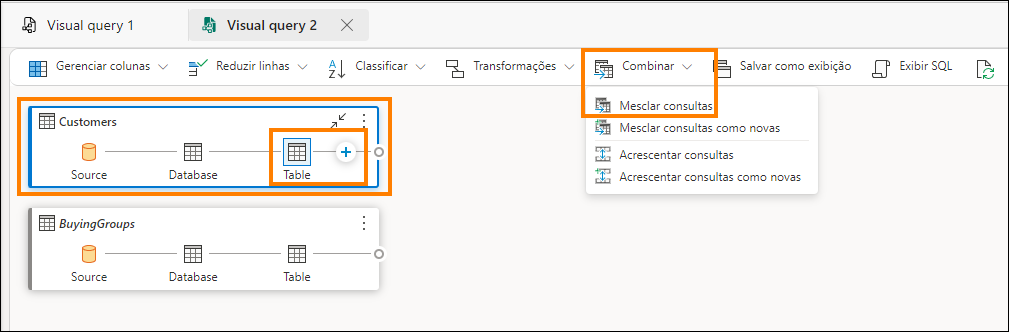 Visual query 1
Visual query 2
Gerenciar colunas
Reduzir linhas
Classificar
Transformações
Combinar
Salvar como exibição
Exibir SQL
Mesclar consultas
Mesclar consultas como novas
Acrescentar consultas
Acrescentar consultas como novas
Customers
Source
Database
Table
BuyingGroups
Source
Database
Table